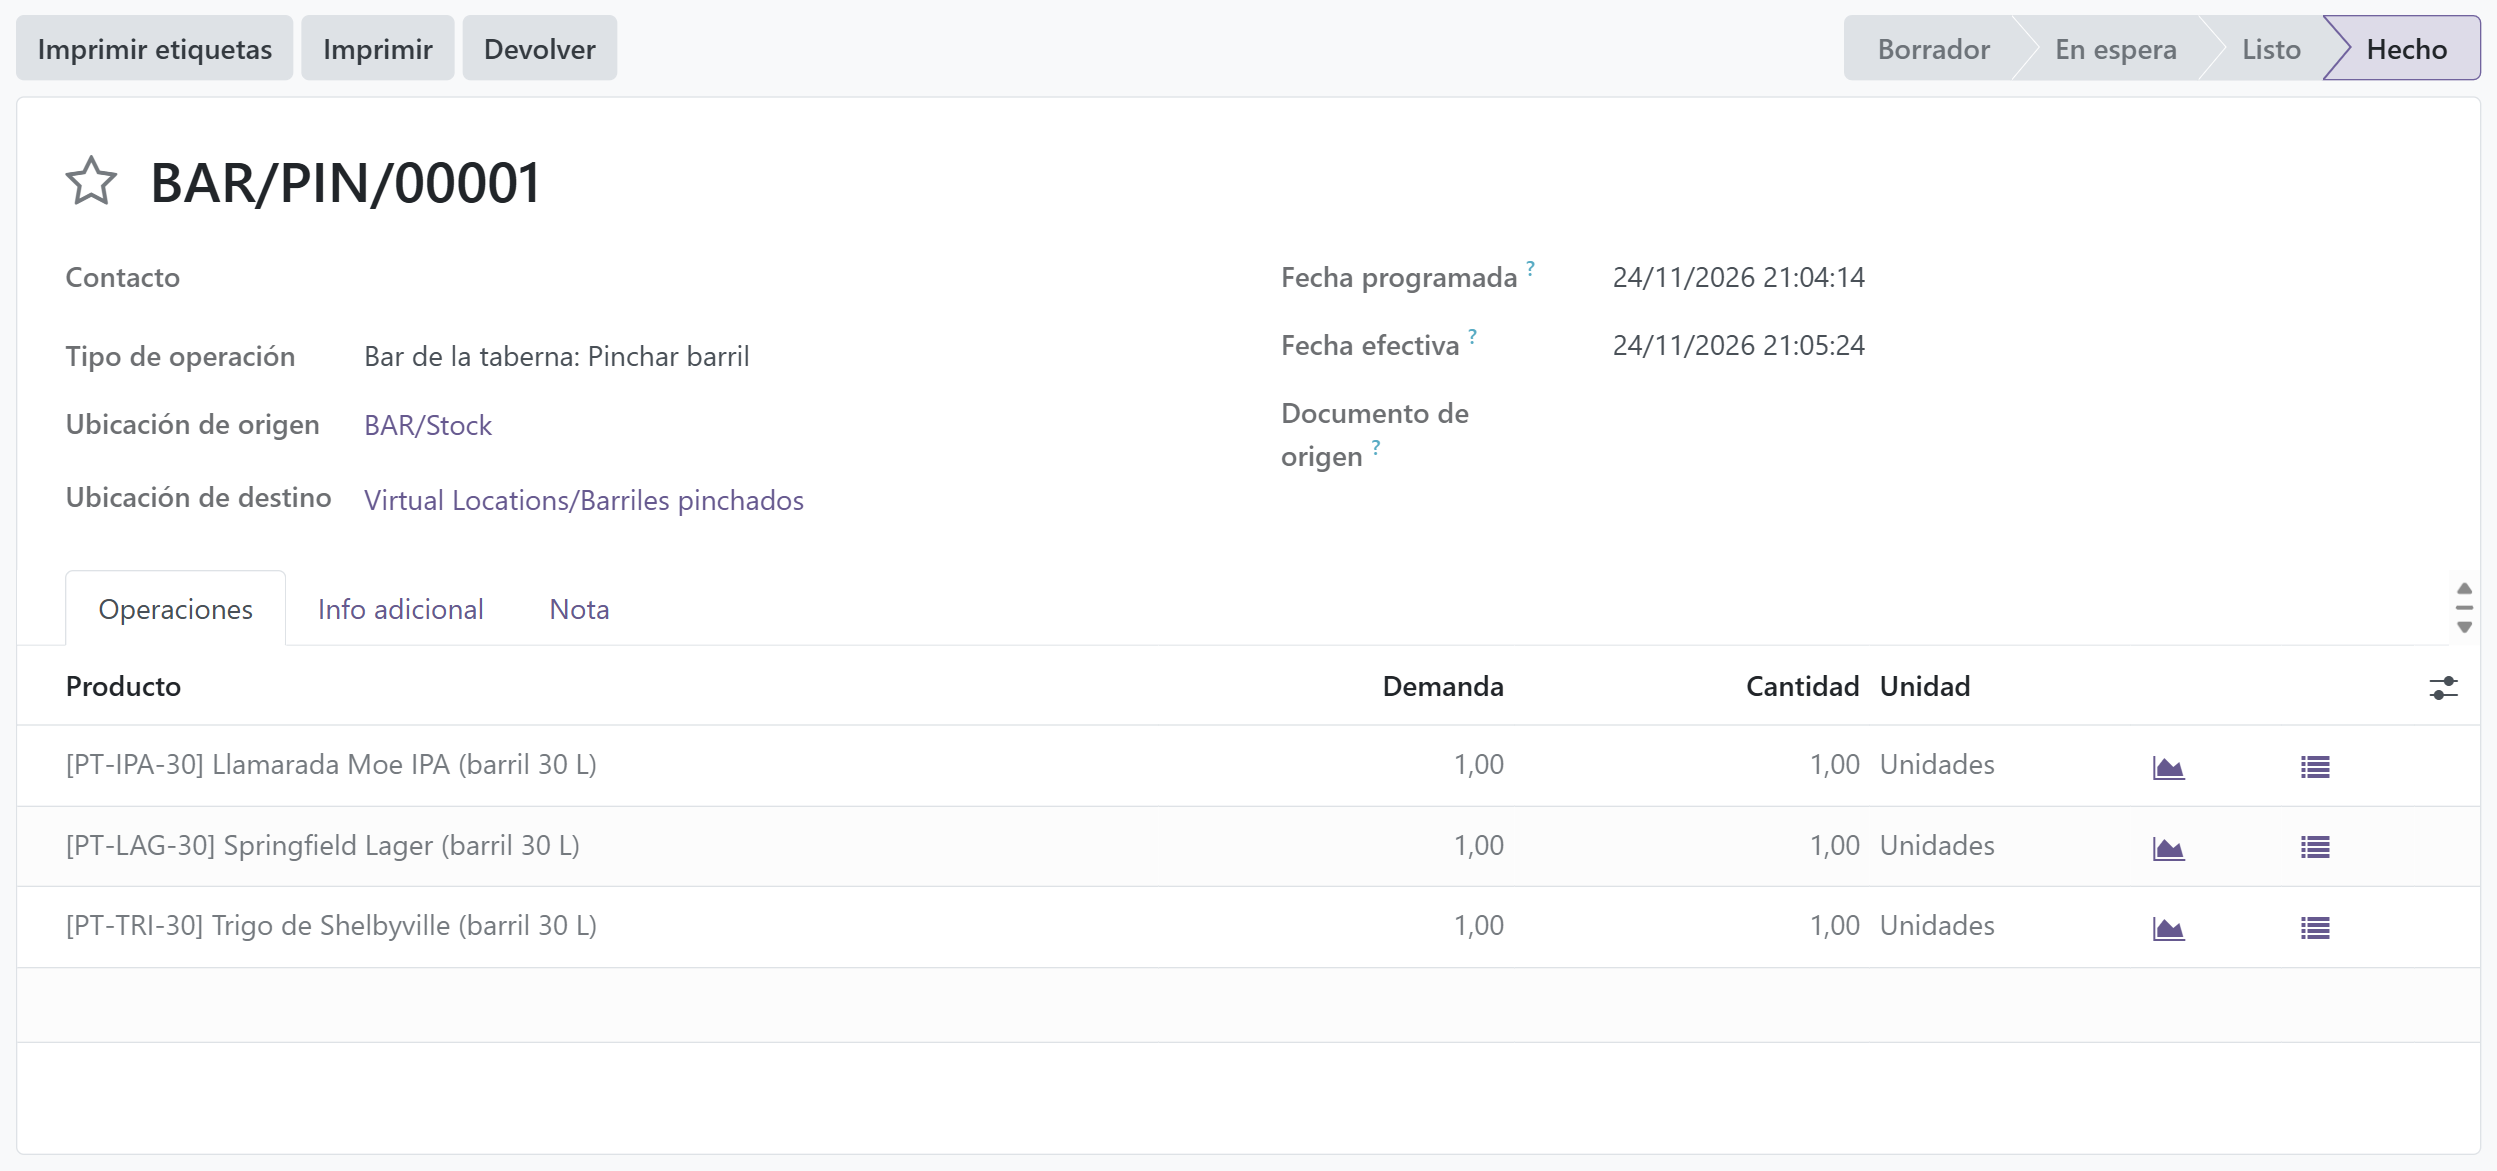 Imprimir etiquetas Imprimir Devolver Borrador En espera Listo Hecho
BAR/PIN/00001
Contacto
Tipo de operación Bar de la taberna: Pinchar barril
Ubicación de origen BAR/Stock
Ubicación de destino Virtual Locations/Barriles pinchados
Fecha programada ? 24/11/2026 21:04:14
Fecha efectiva ? 24/11/2026 21:05:24
Documento de
origen ?
Operaciones Info adicional Nota
Producto Demanda Cantidad Unidad
[PT-IPA-30] Llamarada Moe IPA (barril 30 L) 1,00 1,00 Unidades
[PT-LAG-30] Springfield Lager (barril 30 L) 1,00 1,00 Unidades
[PT-TRI-30] Trigo de Shelbyville (barril 30 L) 1,00 1,00 Unidades